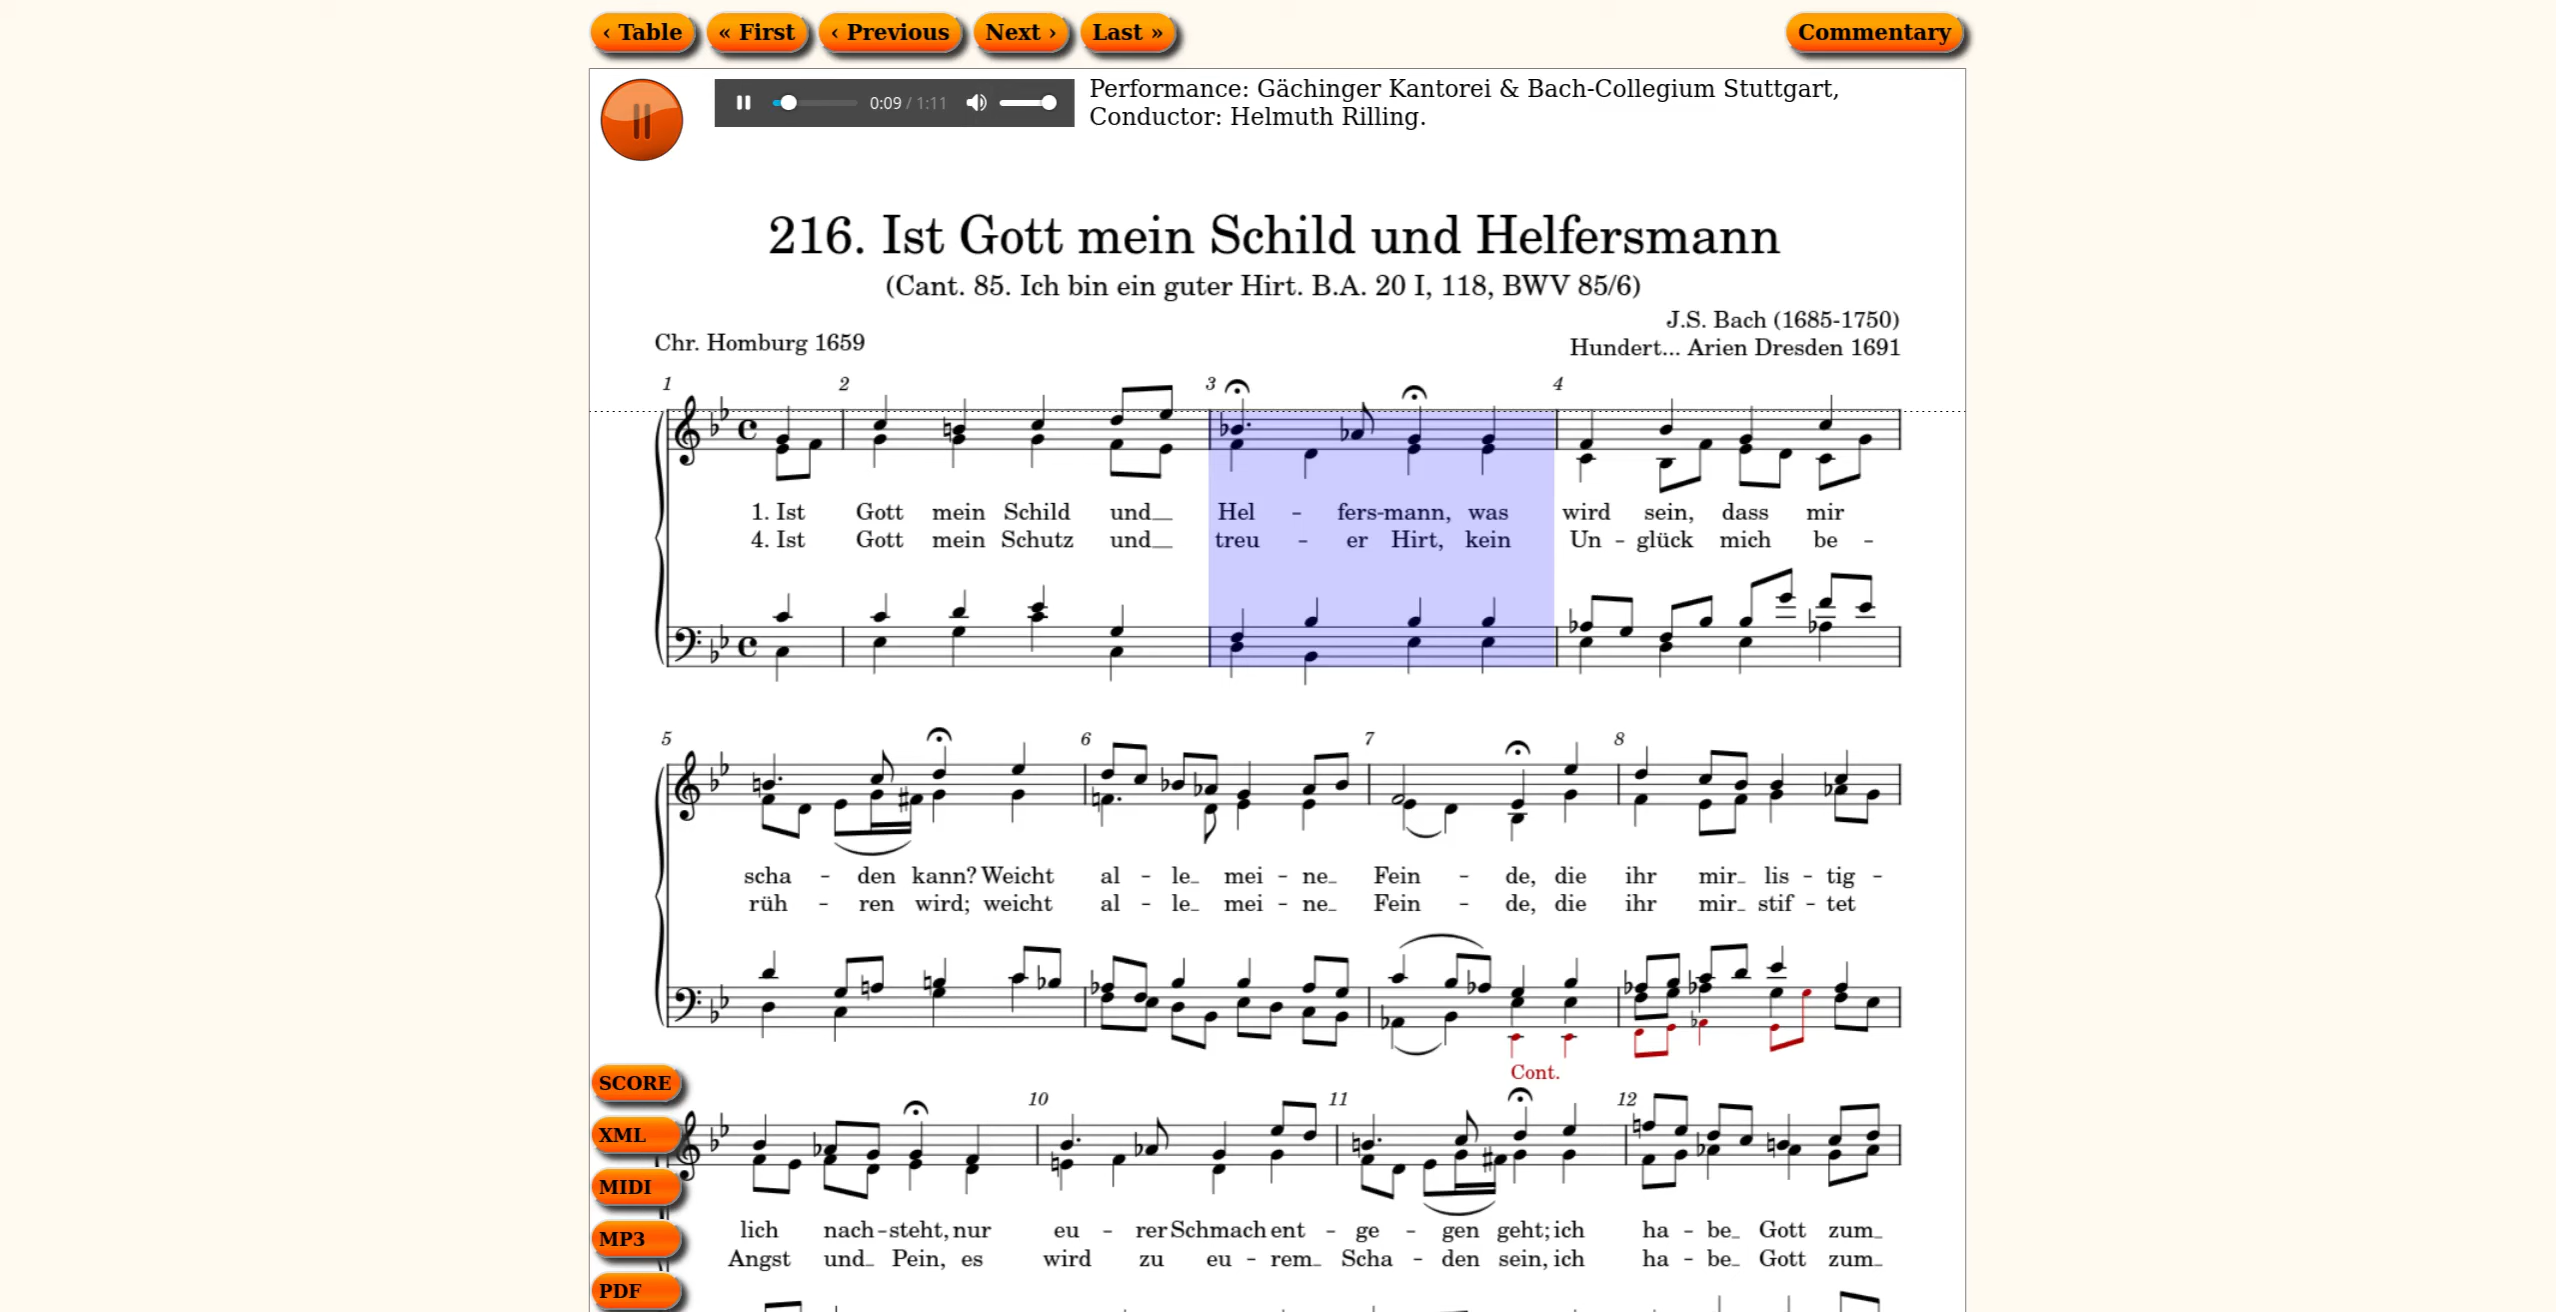 ‹ Table « First ‹ Previous Next › Last » Commentary
0:09 / 1:11
Performance: Gächinger Kantorei & Bach-Collegium Stuttgart,
Conductor: Helmuth Rilling.
216. Ist Gott mein Schild und Helfersmann
(Cant. 85. Ich bin ein guter Hirt. B.A. 20 I, 118, BWV 85/6)
J.S. Bach (1685-1750)
Chr. Homburg 1659
Hundert... Arien Dresden 1691
1 2 3 4
1. Ist Gott mein Schild und Hel - fers-mann, was wird sein, dass mir
4. Ist Gott mein Schutz und treu - er Hirt, kein Un - glück mich be -
5 6 7 8
scha - den kann? Weicht al - le mei - ne Fein - de, die ihr mir lis - tig -
rüh - ren wird; weicht al - le mei - ne Fein - de, die ihr mir stif - tet
Cont.
10 11 12
lich nach-steht, nur eu - rer Schmach ent - ge - gen geht; ich ha - be Gott zum
Angst und Pein, es wird zu eu - rem Scha - den sein, ich ha - be Gott zum
SCORE
XML
MIDI
MP3
PDF